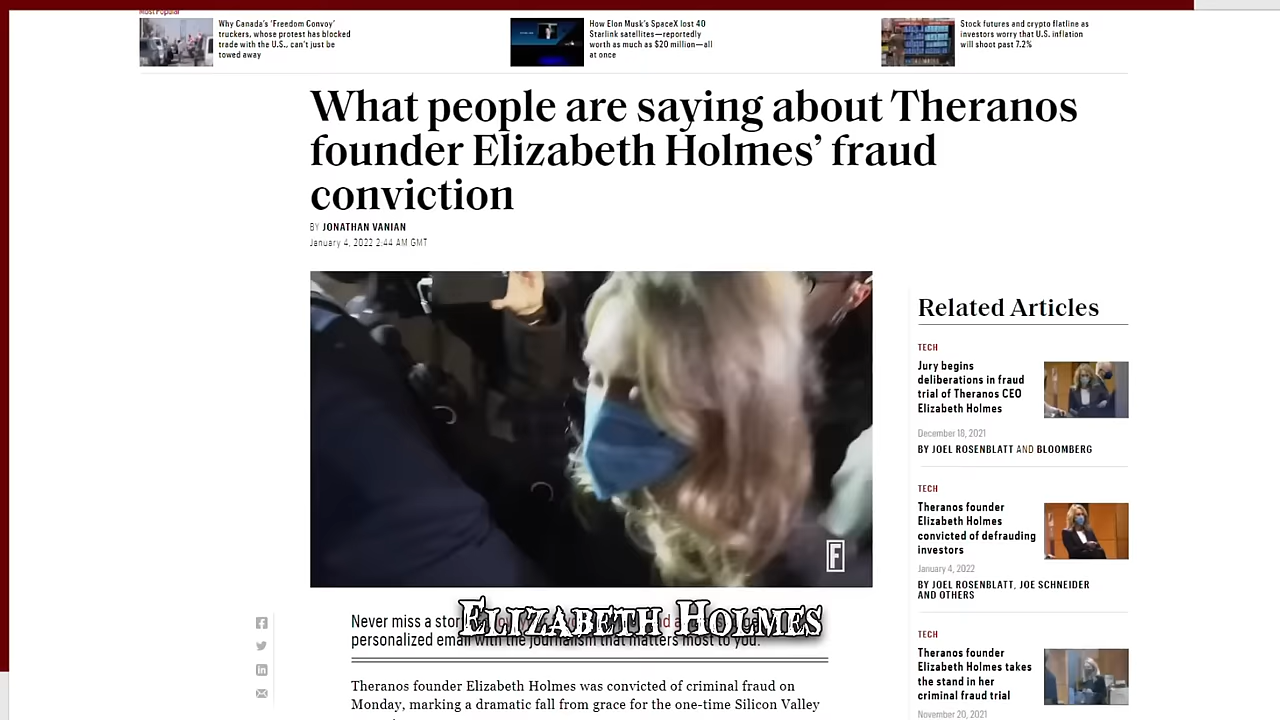 Most Popular
Why Canada's 'Freedom Convoy'
truckers, whose protest has blocked
trade with the U.S., can't just be
towed away
How Elon Musk's SpaceX lost 40
Starlink satellites—reportedly
worth as much as $20 million—all
at once
Stock futures and crypto flatline as
investors worry that U.S. inflation
will shoot past 7.2%
What people are saying about Theranos
founder Elizabeth Holmes' fraud
conviction
BY JONATHAN VANIAN
January 4, 2022 2:44 AM GMT
F
Never miss a stor
personalized email with the journalism that matters most to you.
ELIZABETH HOLMES
Theranos founder Elizabeth Holmes was convicted of criminal fraud on
Monday, marking a dramatic fall from grace for the one-time Silicon Valley
Related Articles
TECH
Jury begins
deliberations in fraud
trial of Theranos CEO
Elizabeth Holmes
December 18, 2021
BY JOEL ROSENBLATT AND BLOOMBERG
TECH
Theranos founder
Elizabeth Holmes
convicted of defrauding
investors
January 4, 2022
BY JOEL ROSENBLATT, JOE SCHNEIDER
AND OTHERS
TECH
Theranos founder
Elizabeth Holmes takes
the stand in her
criminal fraud trial
November 20, 2021